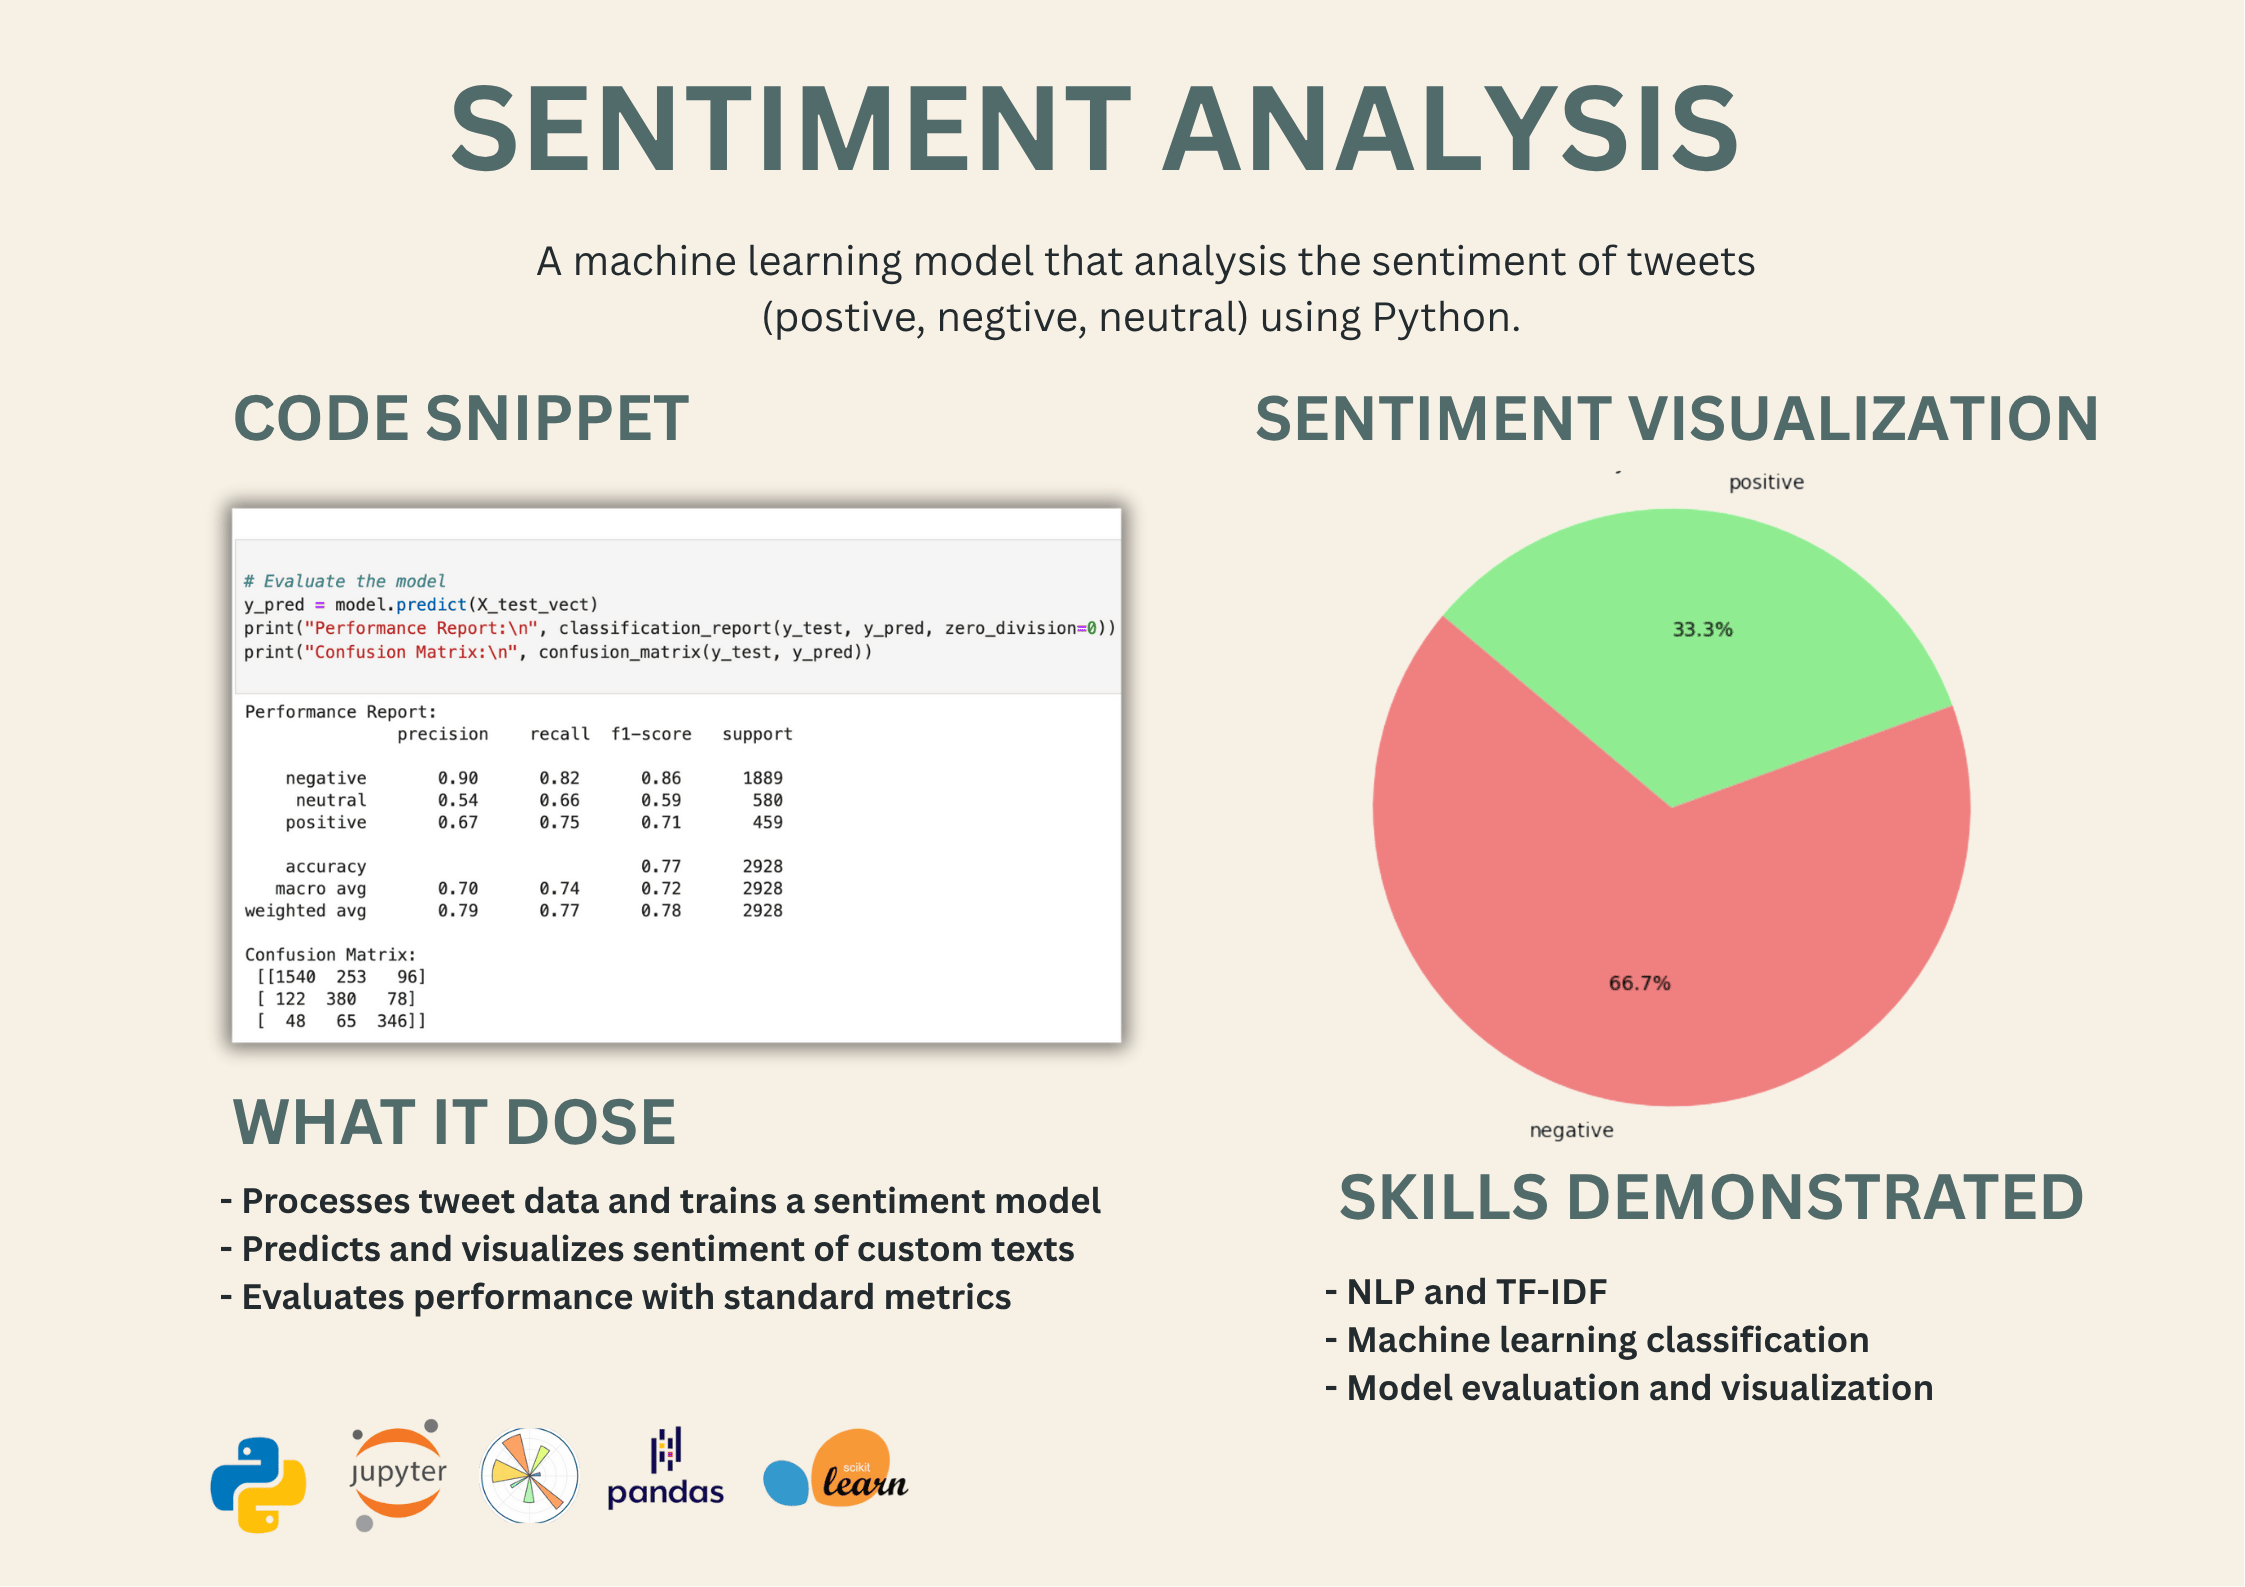 SENTIMENT ANALYSIS
A machine learning model that analysis the sentiment of tweets
(postive, negtive, neutral) using Python.
CODE SNIPPET
# Evaluate the model
y_pred = model.predict(X_test_vect)
print("Performance Report:\n", classification_report(y_test, y_pred, zero_division=0))
print("Confusion Matrix:\n", confusion_matrix(y_test, y_pred))
Performance Report:
precision recall f1-score support
negative 0.90 0.82 0.86 1889
neutral 0.54 0.66 0.59 580
positive 0.67 0.75 0.71 459
accuracy 0.77 2928
macro avg 0.70 0.74 0.72 2928
weighted avg 0.79 0.77 0.78 2928
Confusion Matrix:
[[1540 253 96]
[ 122 380 78]
[ 48 65 346]]
SENTIMENT VISUALIZATION
positive
33.3%
66.7%
negative
WHAT IT DOSE
- Processes tweet data and trains a sentiment model
- Predicts and visualizes sentiment of custom texts
- Evaluates performance with standard metrics
SKILLS DEMONSTRATED
- NLP and TF-IDF
- Machine learning classification
- Model evaluation and visualization
jupyter
pandas
scikit
learn